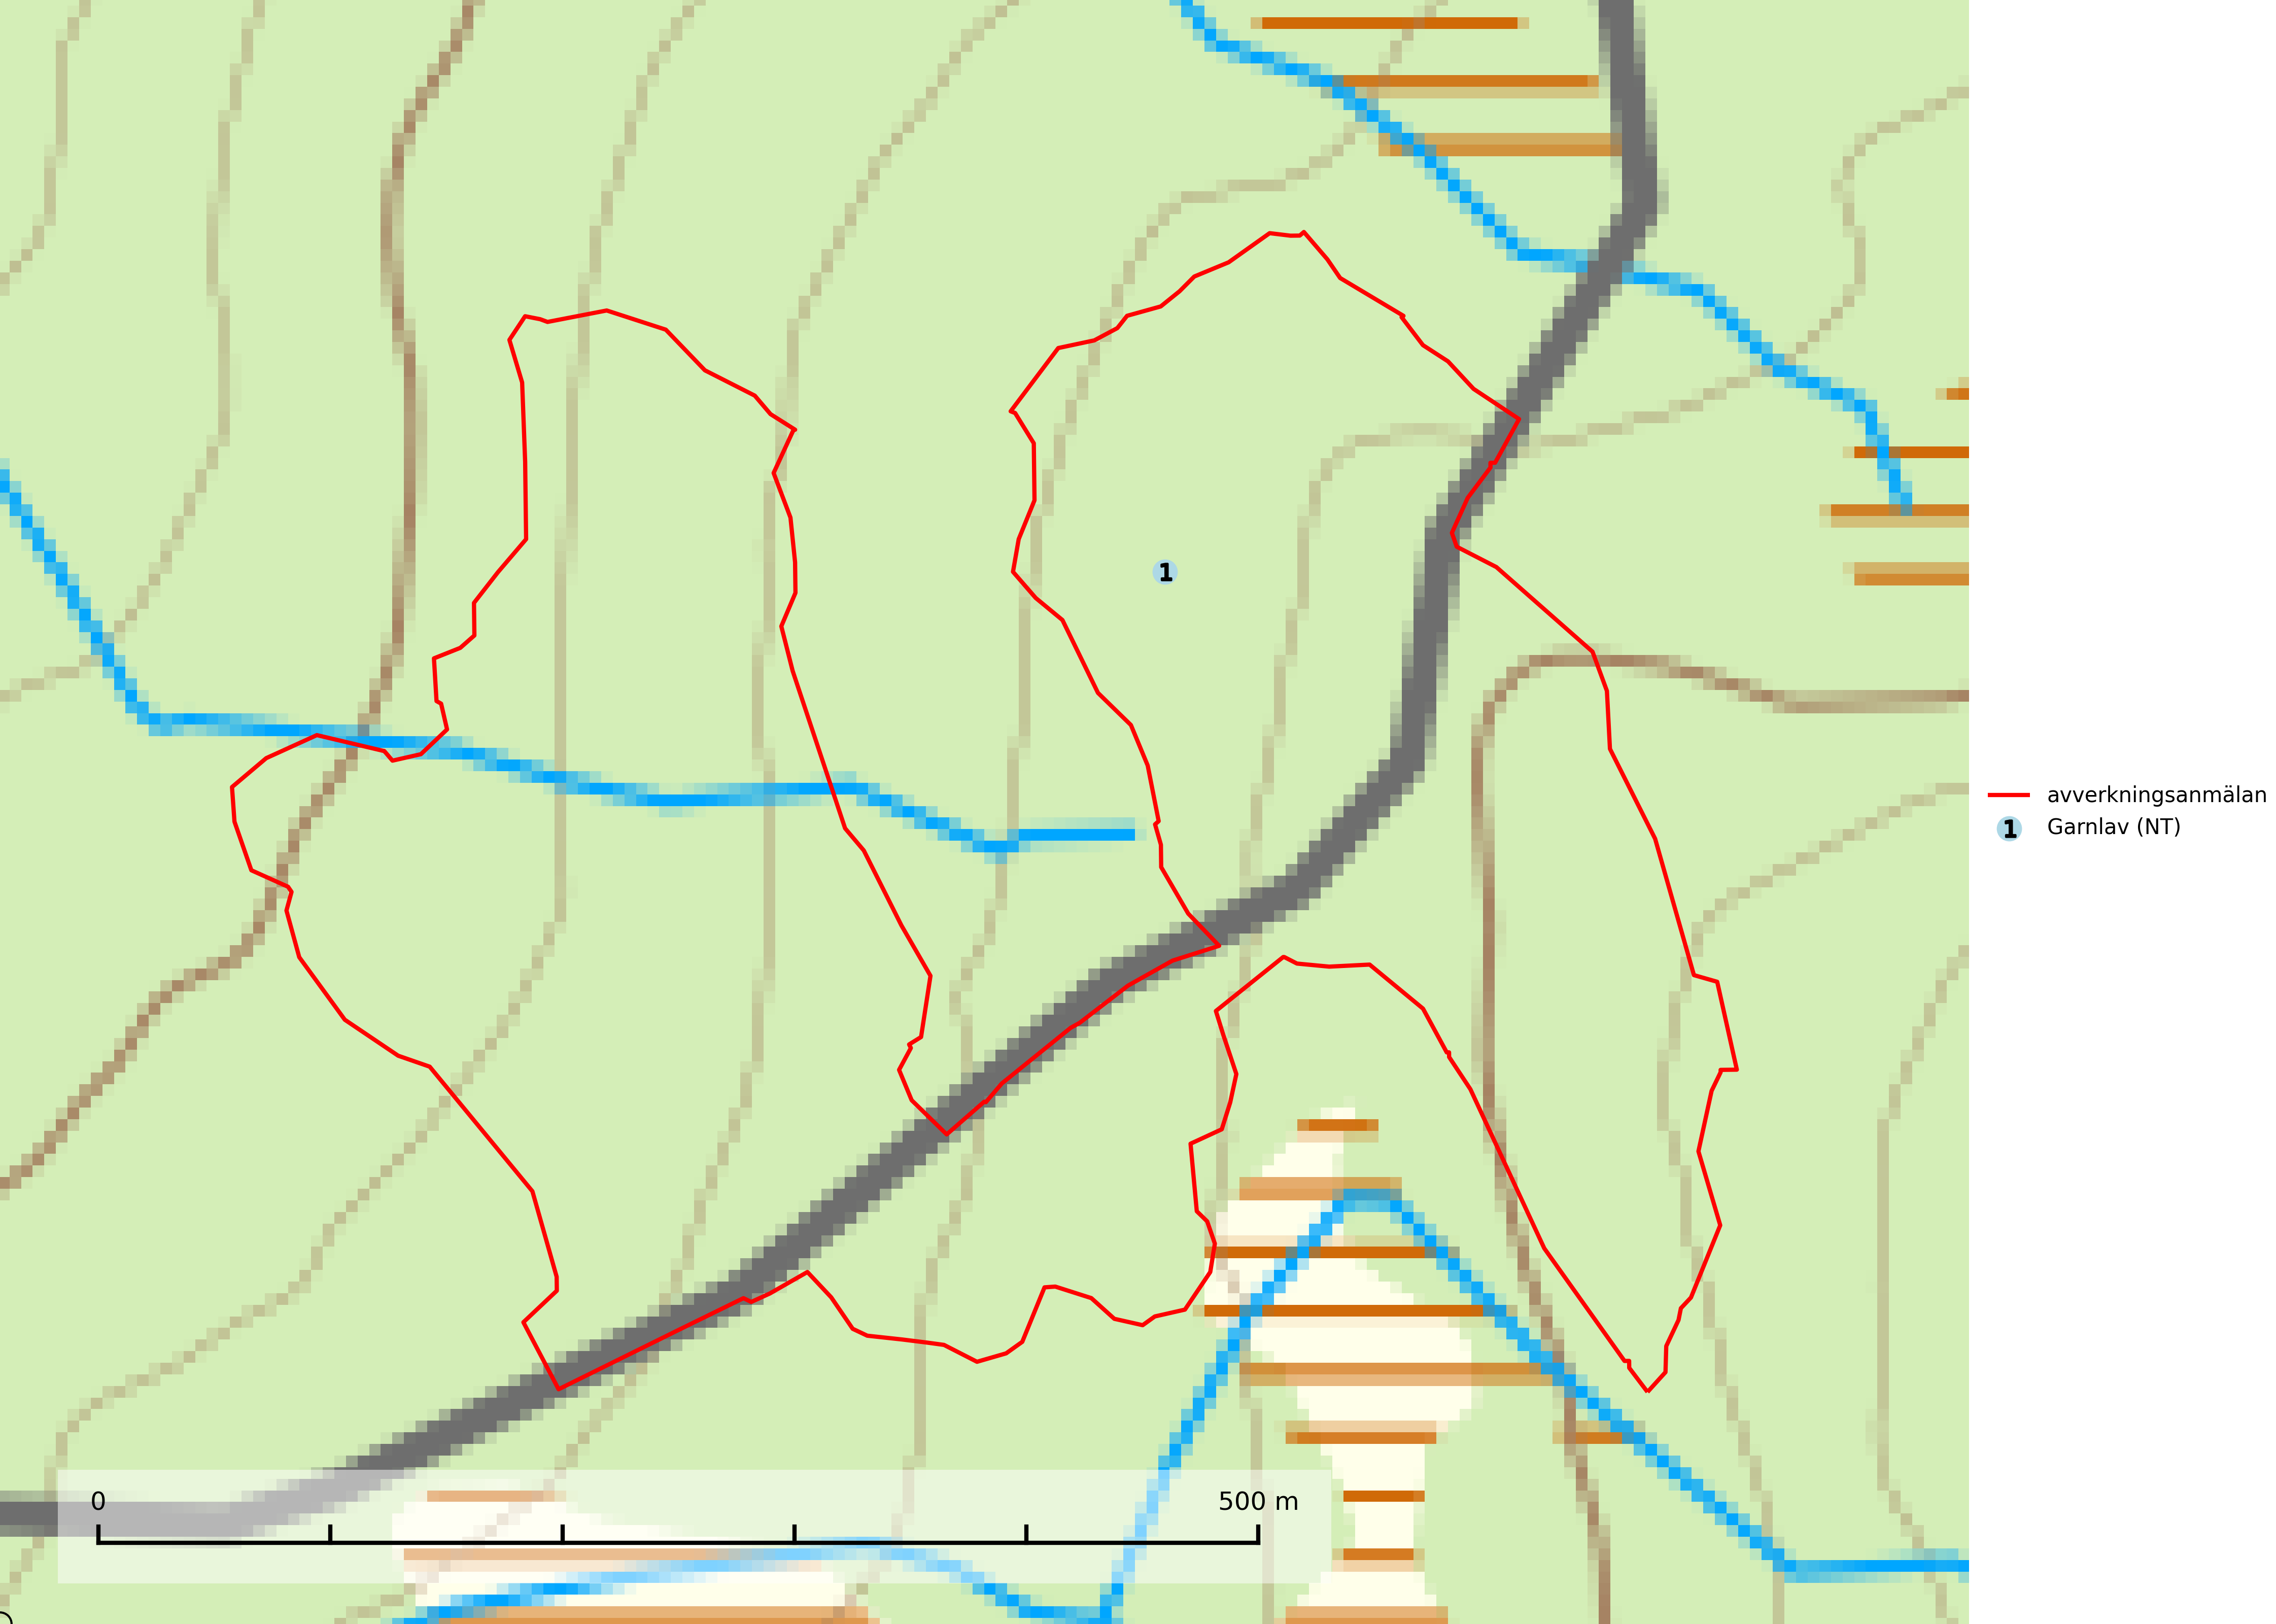 1
avverkningsanmälan
1 Garnlav (NT)
0 500 m